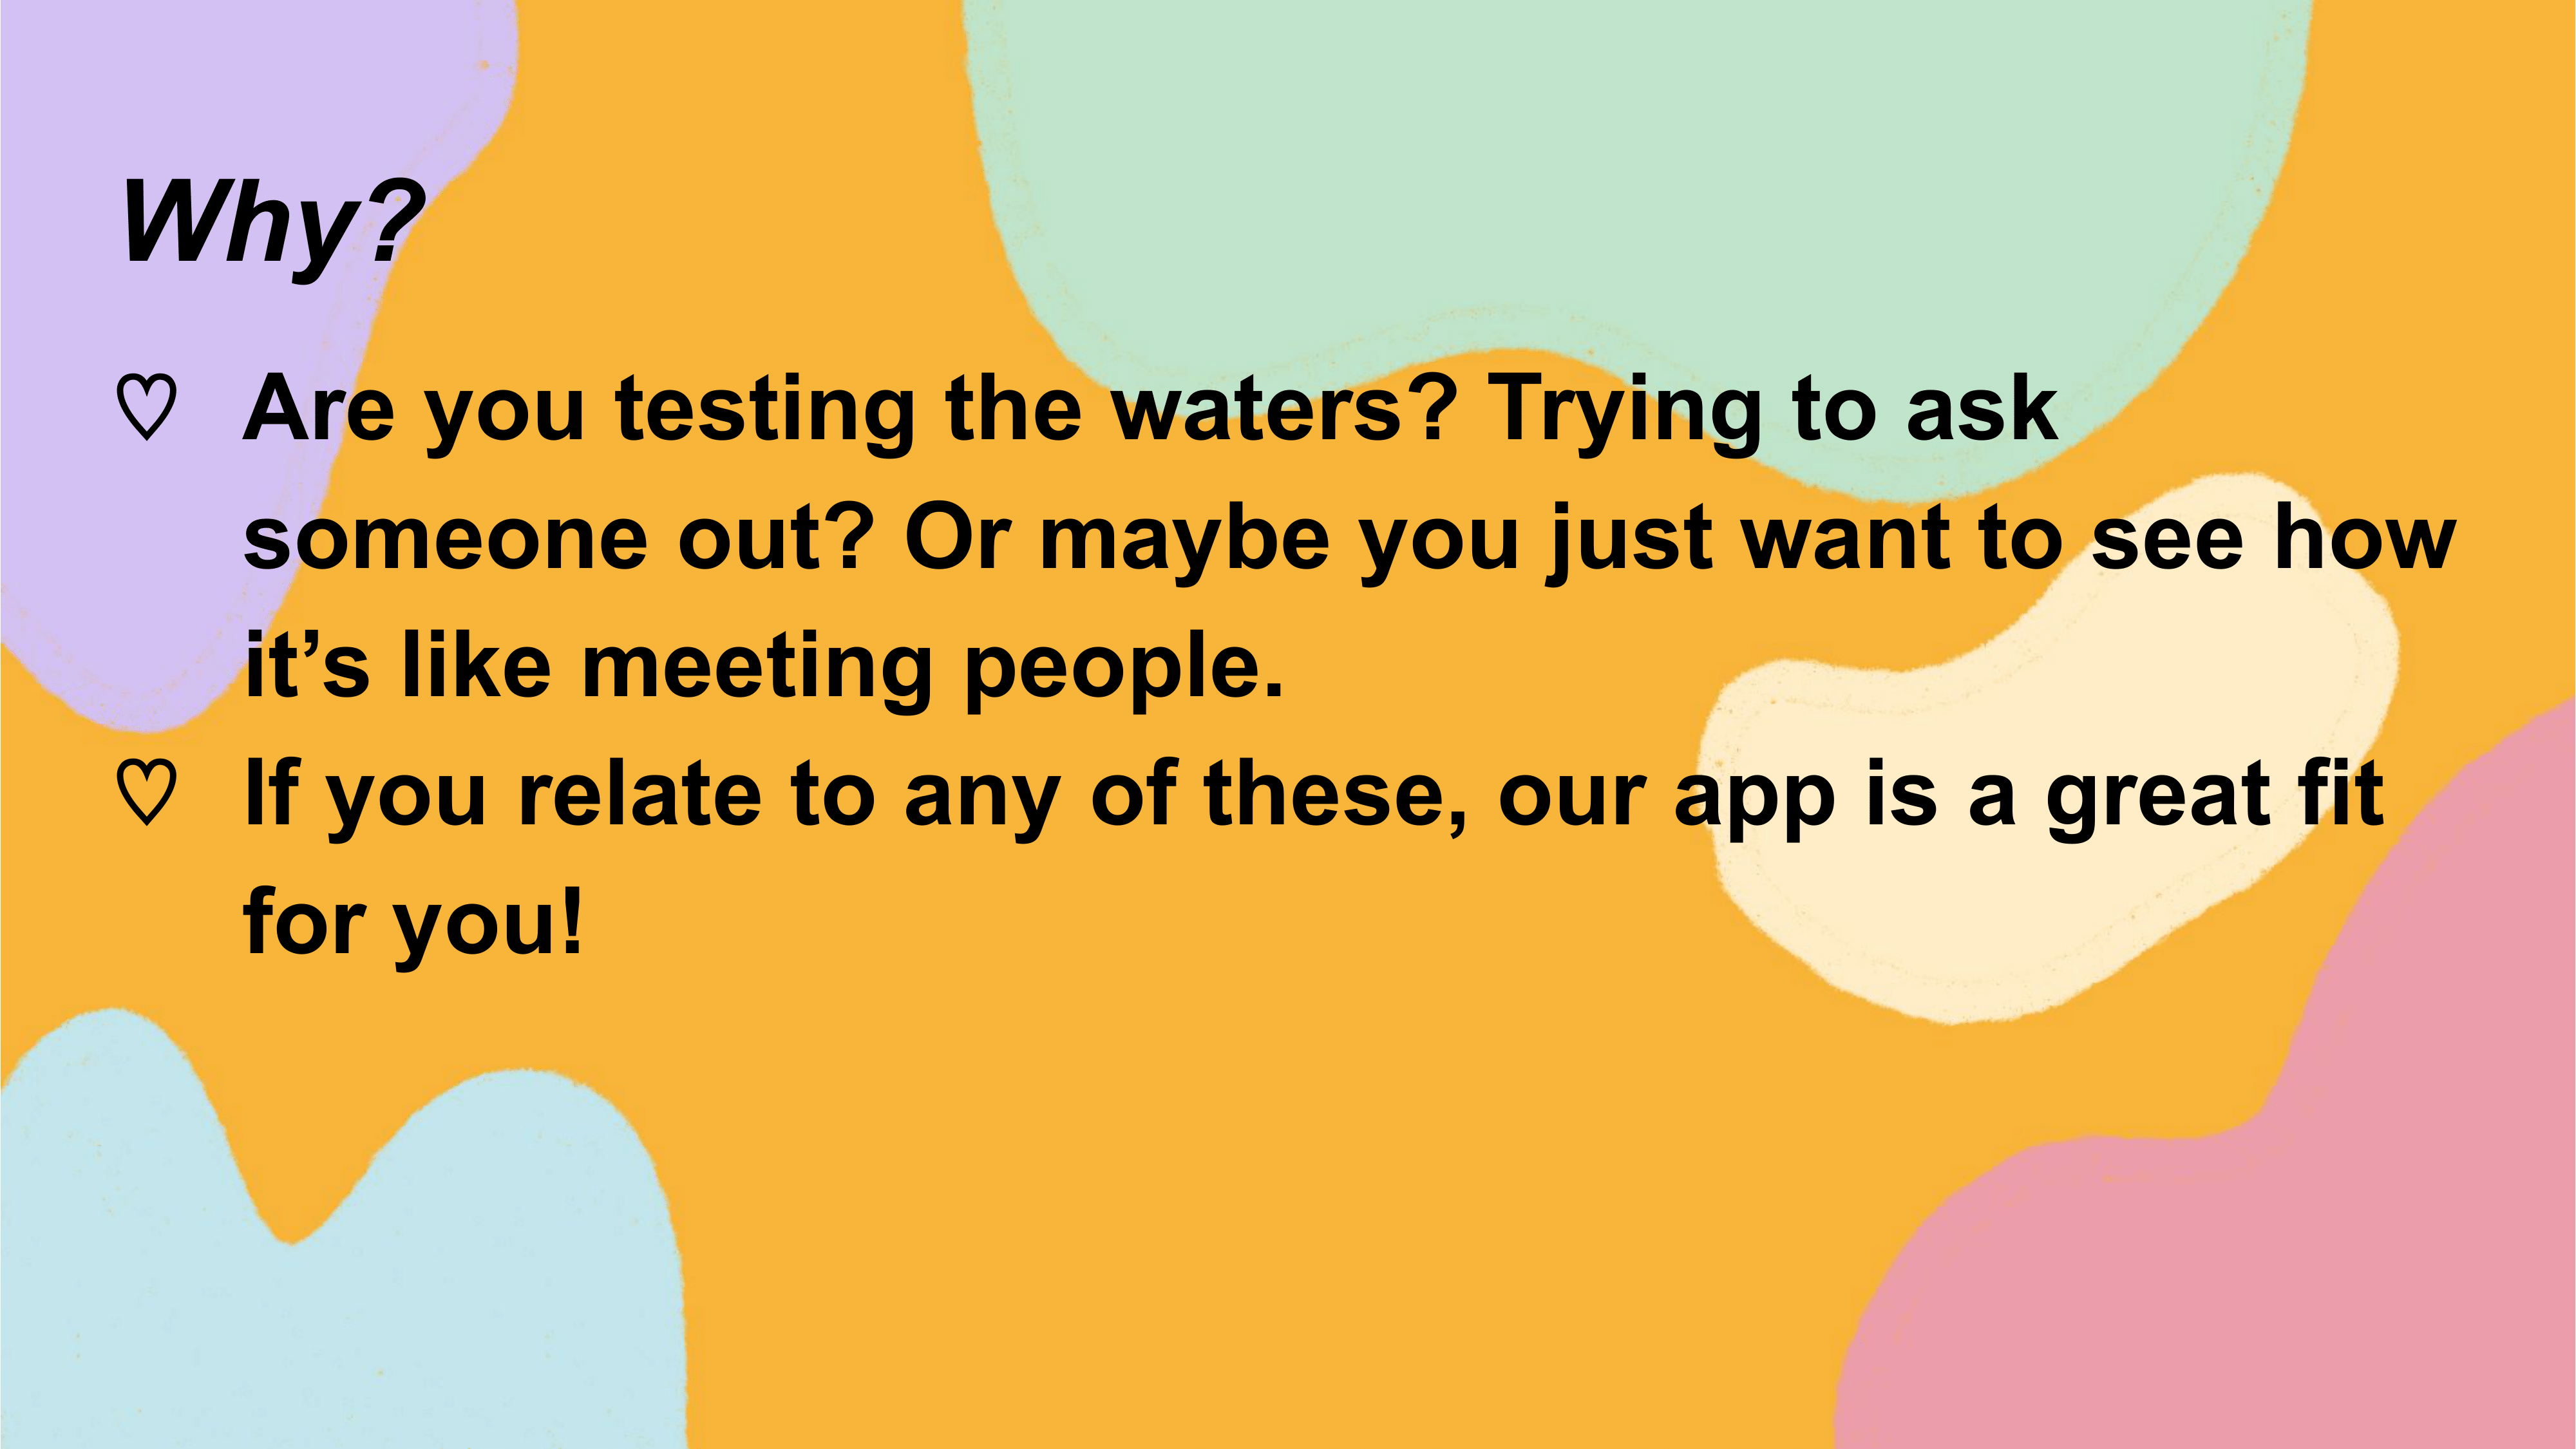 Why?
♡ Are you testing the waters? Trying to ask
someone out? Or maybe you just want to see how
it’s like meeting people.
♡ If you relate to any of these, our app is a great fit
for you!